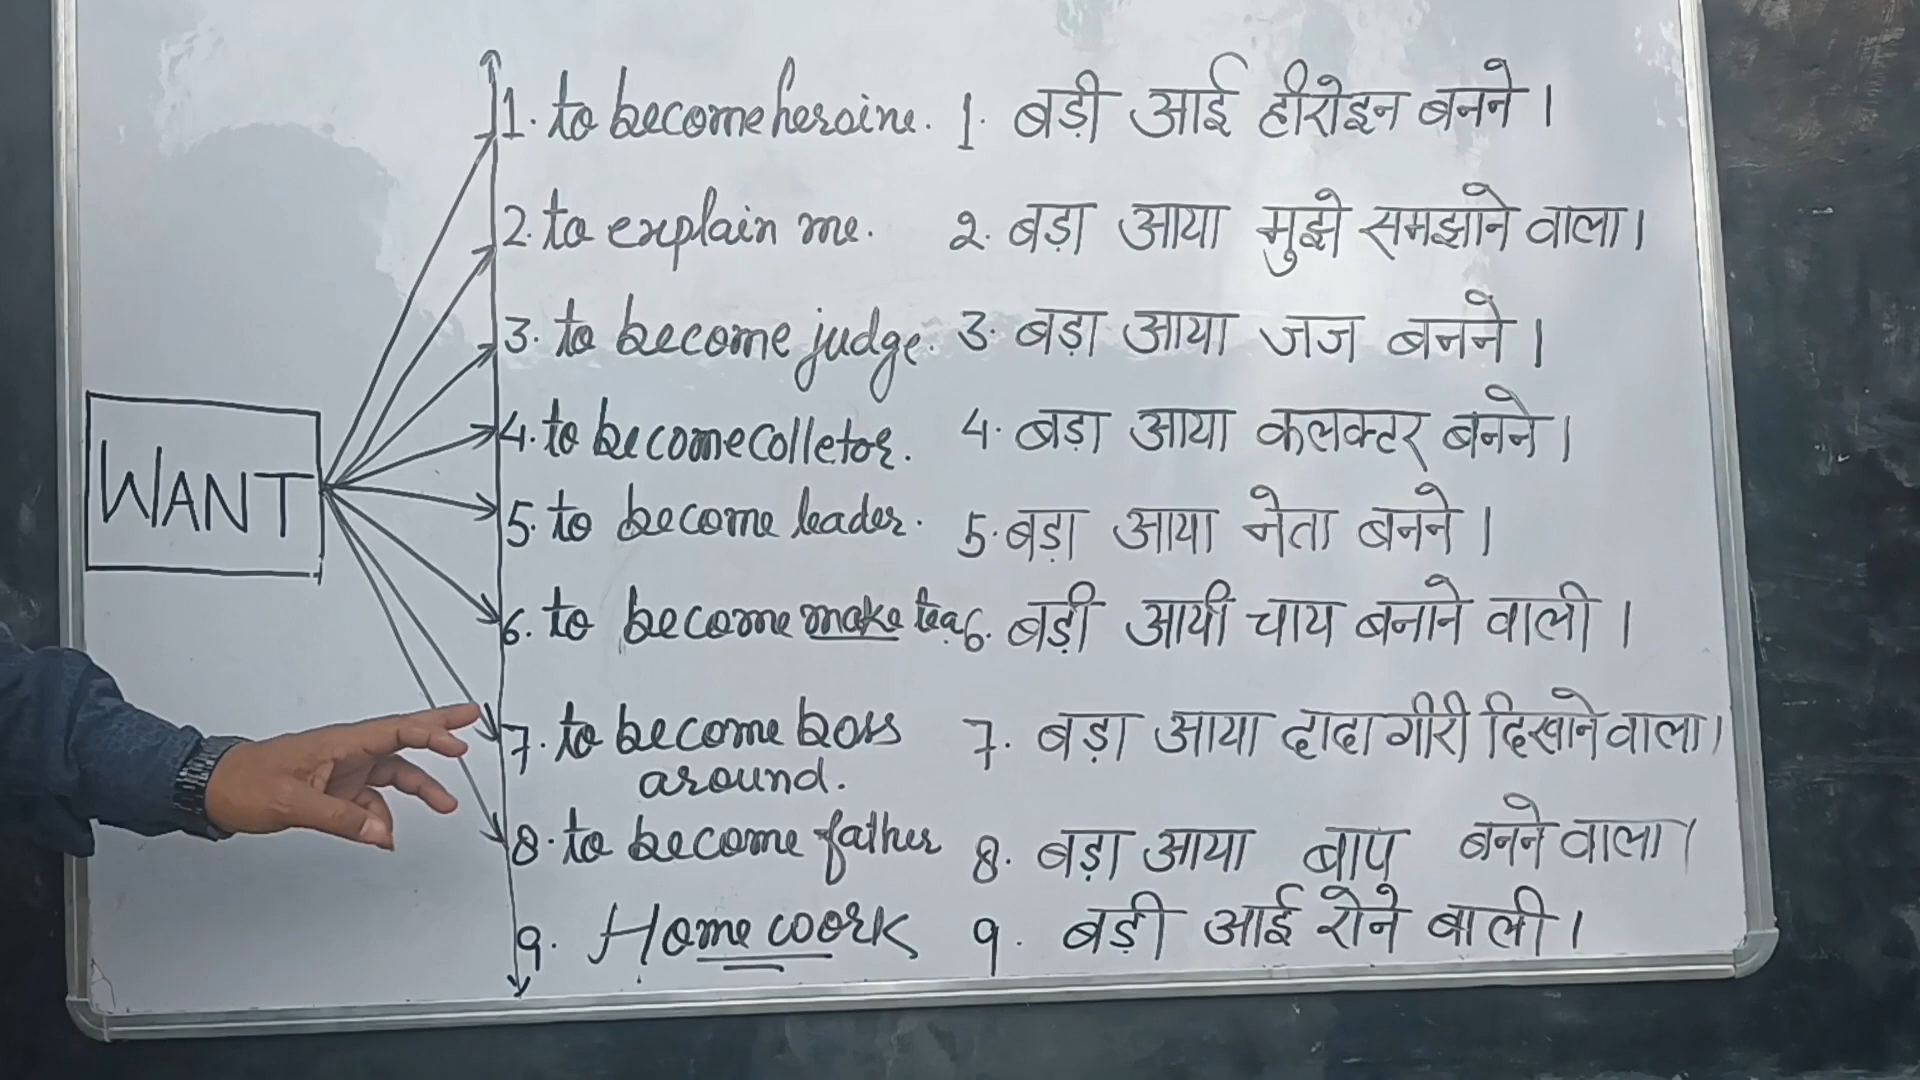 1. to become heroine. 1. बड़ी आई हीरोइन बनने।
2. to explain me. २. बड़ा आया मुझे समझाने वाला।
3. to become judge. 3. बड़ा आया जज बनने।
4. to become colletor. 4. बड़ा आया कलक्टर बनने।
WANT
5. to become leader. 5. बड़ा आया नेता बनने।
6. to become make tea 6. बड़ी आयी चाय बनाने वाली।
7. to become boss 7. बड़ा आया दादागीरी दिखाने वाला।
around.
8. to become father 8. बड़ा आया बाप बनने वाला।
9. Home work 9. बड़ी आई रोने बाली।